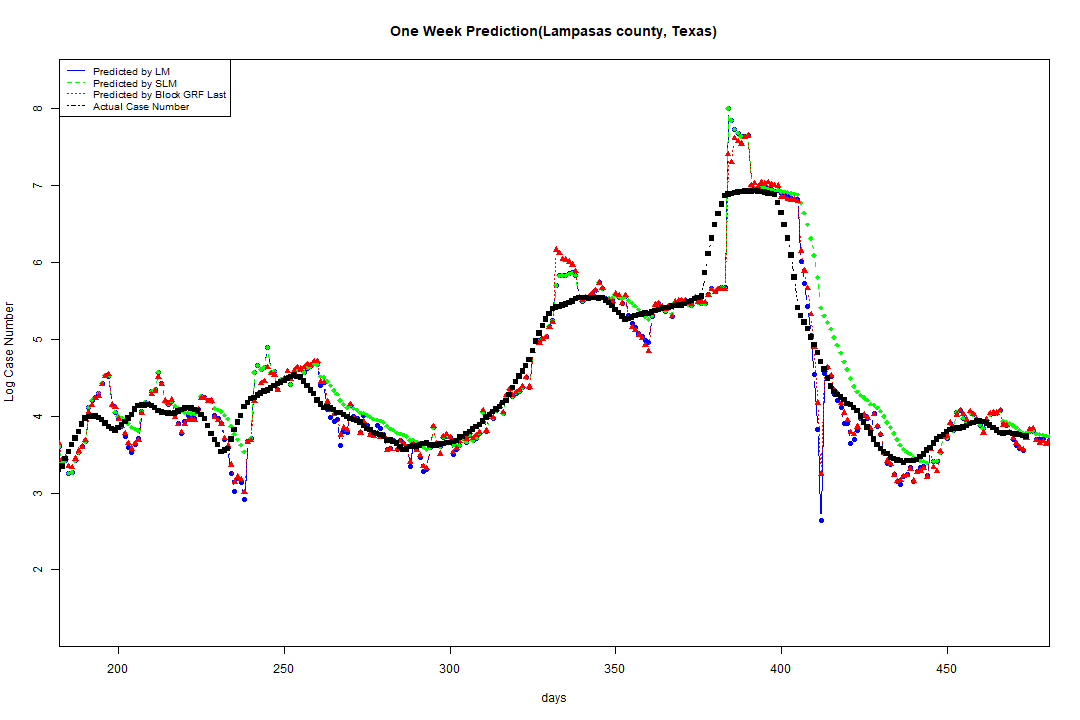 One Week Prediction(Lampasas county, Texas)
Predicted by LM
Predicted by SLM
Predicted by Block GRF Last
Actual Case Number
8
7
6
5
4
3
2
Log Case Number
200 250 300 350 400 450
days